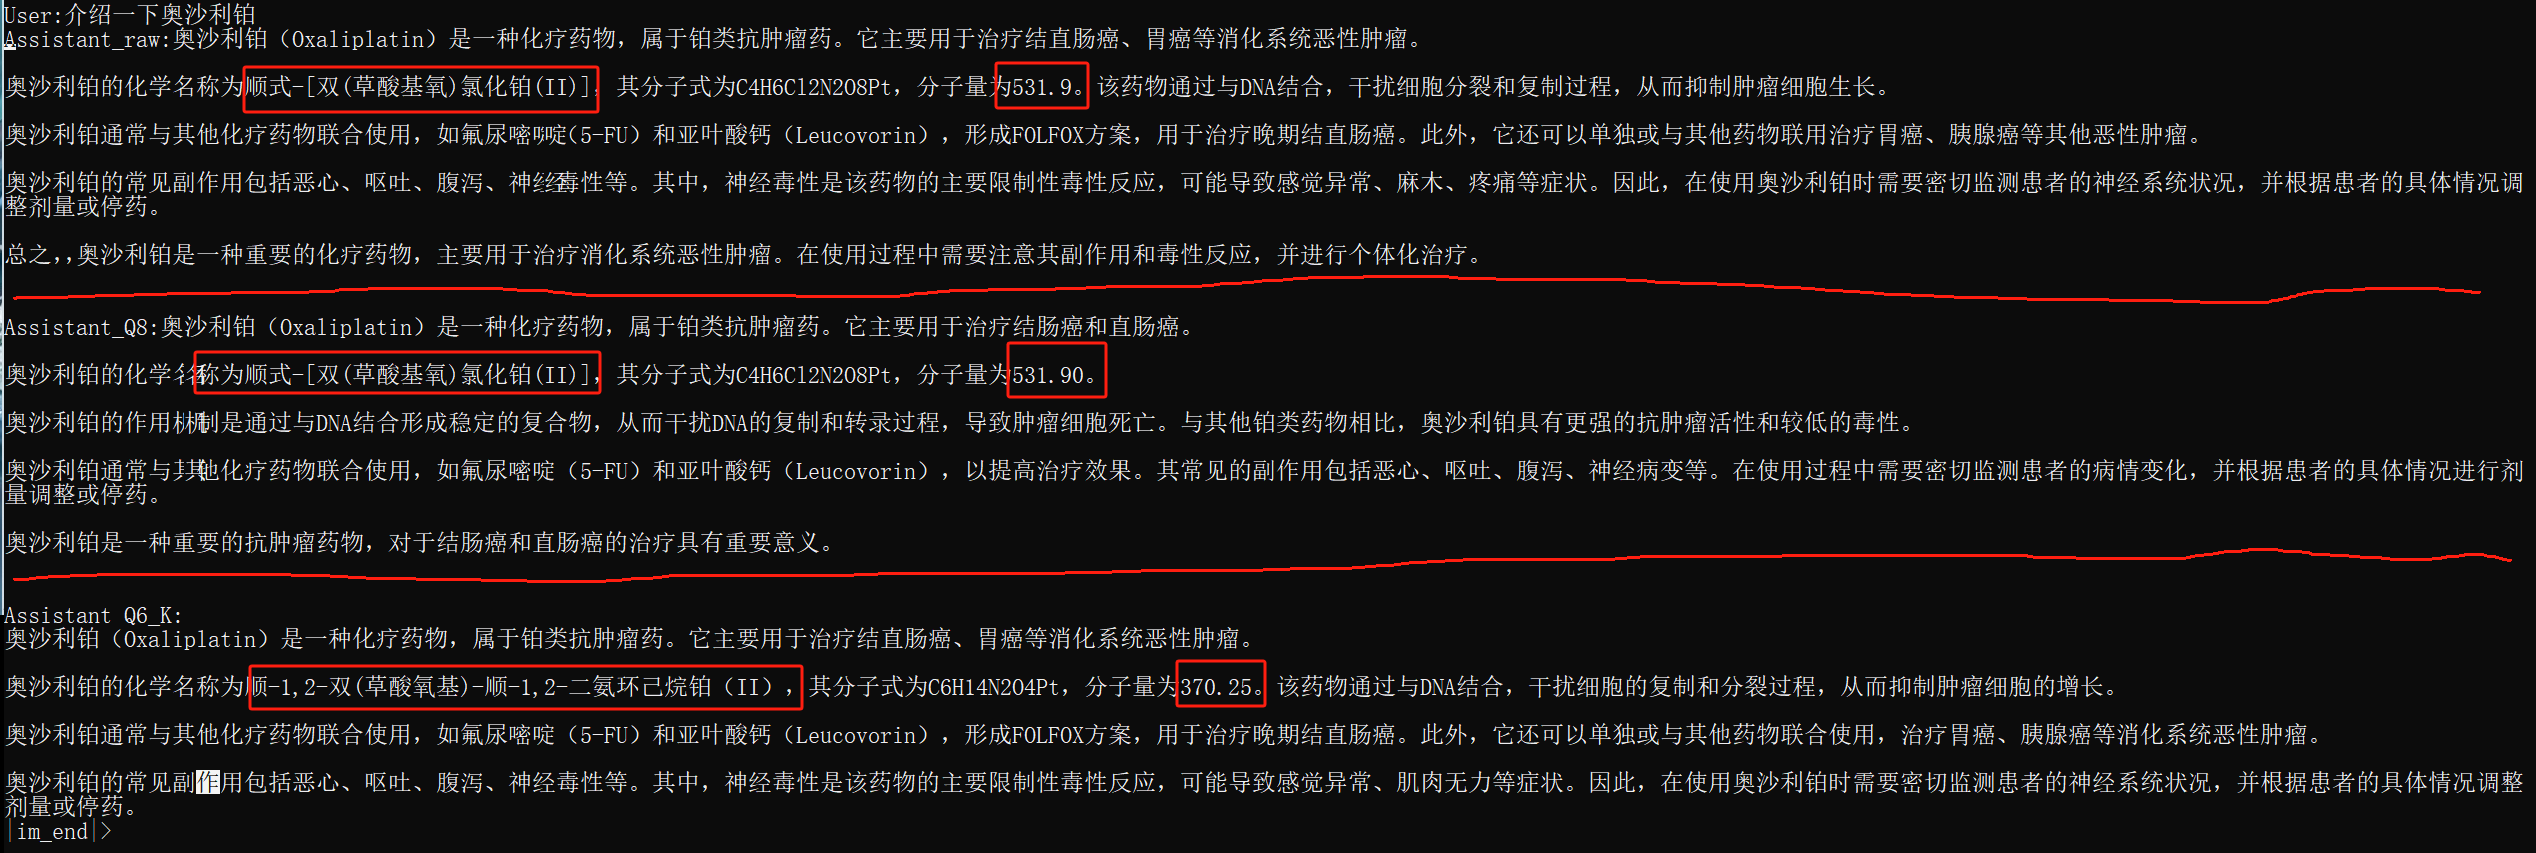 User:介绍一下奥沙利铂
Assistant_raw:奥沙利铂（Oxaliplatin）是一种化疗药物，属于铂类抗肿瘤药。它主要用于治疗结直肠癌、胃癌等消化系统恶性肿瘤。
奥沙利铂的化学名称为顺式-[双(草酸基氧)氯化铂(II)]，其分子式为C4H6Cl2N2O8Pt，分子量为531.9。该药物通过与DNA结合，干扰细胞分裂和复制过程，从而抑制肿瘤细胞生长。
奥沙利铂通常与其他化疗药物联合使用，如氟尿嘧啶（5-FU）和亚叶酸钙（Leucovorin），形成FOLFOX方案，用于治疗晚期结直肠癌。此外，它还可以单独或与其他药物联用治疗胃癌、胰腺癌等其他恶性肿瘤。
奥沙利铂的常见副作用包括恶心、呕吐、腹泻、神经毒性等。其中，神经毒性是该药物的主要限制性毒性反应，可能导致感觉异常、麻木、疼痛等症状。因此，在使用奥沙利铂时需要密切监测患者的神经系统状况，并根据患者的具体情况调
整剂量或停药。
总之,,奥沙利铂是一种重要的化疗药物，主要用于治疗消化系统恶性肿瘤。在使用过程中需要注意其副作用和毒性反应，并进行个体化治疗。
Assistant_Q8:奥沙利铂（Oxaliplatin）是一种化疗药物，属于铂类抗肿瘤药。它主要用于治疗结肠癌和直肠癌。
奥沙利铂的化学名称为顺式-[双(草酸基氧)氯化铂(II)]，其分子式为C4H6Cl2N2O8Pt，分子量为531.90。
奥沙利铂的作用机制是通过与DNA结合形成稳定的复合物，从而干扰DNA的复制和转录过程，导致肿瘤细胞死亡。与其他铂类药物相比，奥沙利铂具有更强的抗肿瘤活性和较低的毒性。
奥沙利铂通常与其他化疗药物联合使用，如氟尿嘧啶（5-FU）和亚叶酸钙（Leucovorin），以提高治疗效果。其常见的副作用包括恶心、呕吐、腹泻、神经病变等。在使用过程中需要密切监测患者的病情变化，并根据患者的具体情况进行剂
量调整或停药。
奥沙利铂是一种重要的抗肿瘤药物，对于结肠癌和直肠癌的治疗具有重要意义。
Assistant Q6_K:
奥沙利铂（Oxaliplatin）是一种化疗药物，属于铂类抗肿瘤药。它主要用于治疗结直肠癌、胃癌等消化系统恶性肿瘤。
奥沙利铂的化学名称为顺-1,2-双(草酸氧基)-顺-1,2-二氨环己烷铂（II），其分子式为C6H14N2O4Pt，分子量为370.25。该药物通过与DNA结合，干扰细胞的复制和分裂过程，从而抑制肿瘤细胞的增长。
奥沙利铂通常与其他化疗药物联合使用，如氟尿嘧啶（5-FU）和亚叶酸钙（Leucovorin），形成FOLFOX方案，用于治疗晚期结直肠癌。此外，它还可以单独或与其他药物联合使用，治疗胃癌、胰腺癌等消化系统恶性肿瘤。
奥沙利铂的常见副作用包括恶心、呕吐、腹泻、神经毒性等。其中，神经毒性是该药物的主要限制性毒性反应，可能导致感觉异常、肌肉无力等症状。因此，在使用奥沙利铂时需要密切监测患者的神经系统状况，并根据患者的具体情况调整
剂量或停药。
|im_end|>